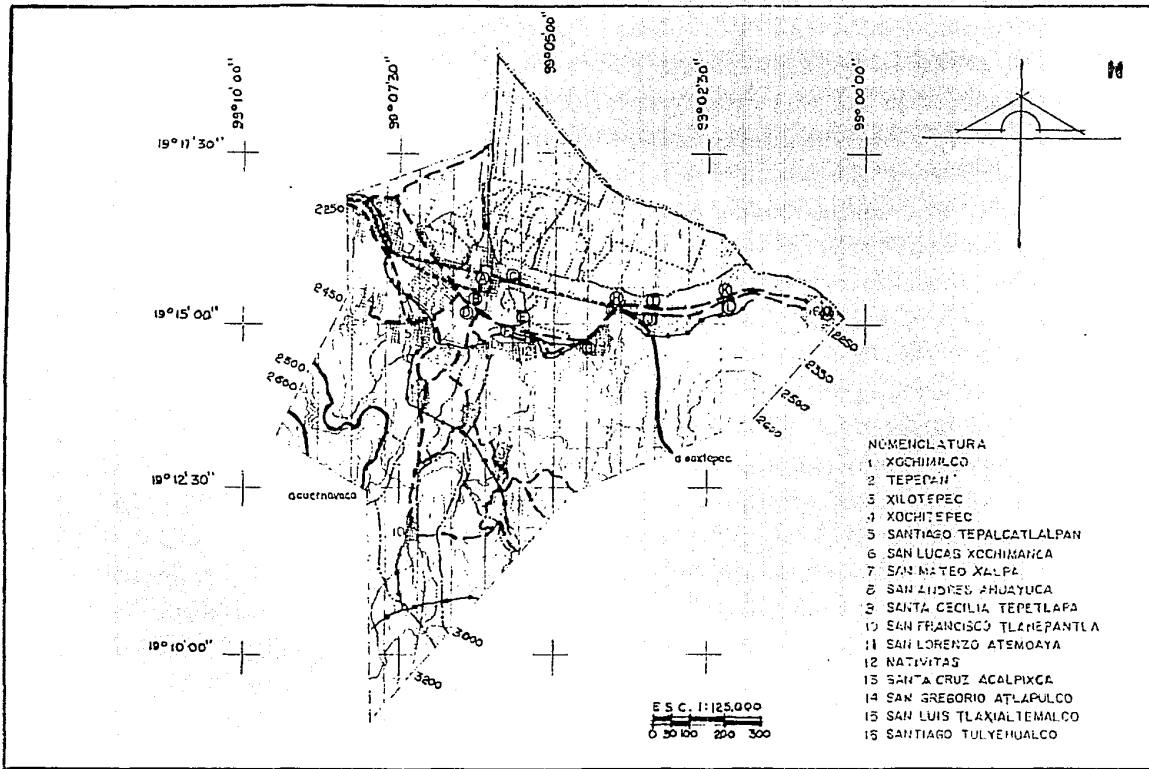 99°10'00"
90°07'30"
99°05'00"
93°02'30"
99°00'00"
N
19°17'30"
2250
2450
19°15'00"
2500
2600
2250
2350
2500
2600
a oaxtepec
19°12'30"
acuernavaca
10
19°10'00"
3000
3200
NOMENCLATURA
1 XOCHIMILCO
2 TEPEPAN
3 XILOTEPEC
4 XOCHITEPEC
5 SANTIAGO TEPALCATLALPAN
6 SAN LUCAS XOCHIMANCA
7 SAN MATEO XALPA
8 SAN ANDRES AHUAYUCA
9 SANTA CECILIA TEPETLAPA
10 SAN FRANCISCO TLANEPANTLA
11 SAN LORENZO ATEMOAYA
12 NATIVITAS
13 SANTA CRUZ ACALPIXCA
14 SAN GREGORIO ATLAPULCO
15 SAN LUIS TLAXIALTEMALCO
16 SANTIAGO TULYEHUALCO
ESC. 1:125,000
0 50 100 200 300